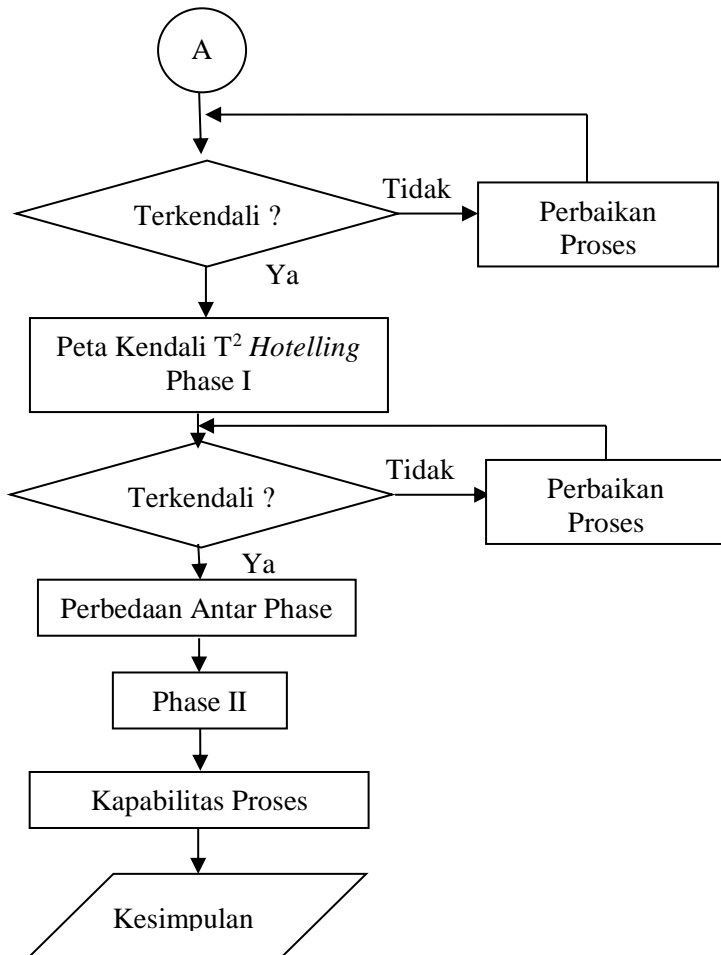 A
Terkendali ?
Tidak
Perbaikan
Proses
Ya
Peta Kendali T² Hotelling
Phase I
Terkendali ?
Tidak
Perbaikan
Proses
Ya
Perbedaan Antar Phase
Phase II
Kapabilitas Proses
Kesimpulan